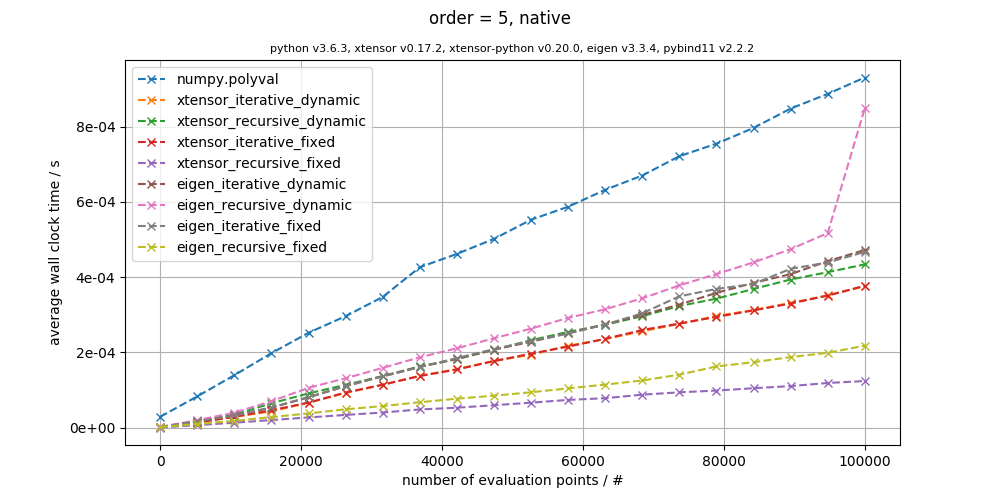 order = 5, native
python v3.6.3, xtensor v0.17.2, xtensor-python v0.20.0, eigen v3.3.4, pybind11 v2.2.2
numpy.polyval
xtensor_iterative_dynamic
xtensor_recursive_dynamic
xtensor_iterative_fixed
xtensor_recursive_fixed
eigen_iterative_dynamic
eigen_recursive_dynamic
eigen_iterative_fixed
eigen_recursive_fixed
average wall clock time / s
8e-04
6e-04
4e-04
2e-04
0e+00
0 20000 40000 60000 80000 100000
number of evaluation points / #